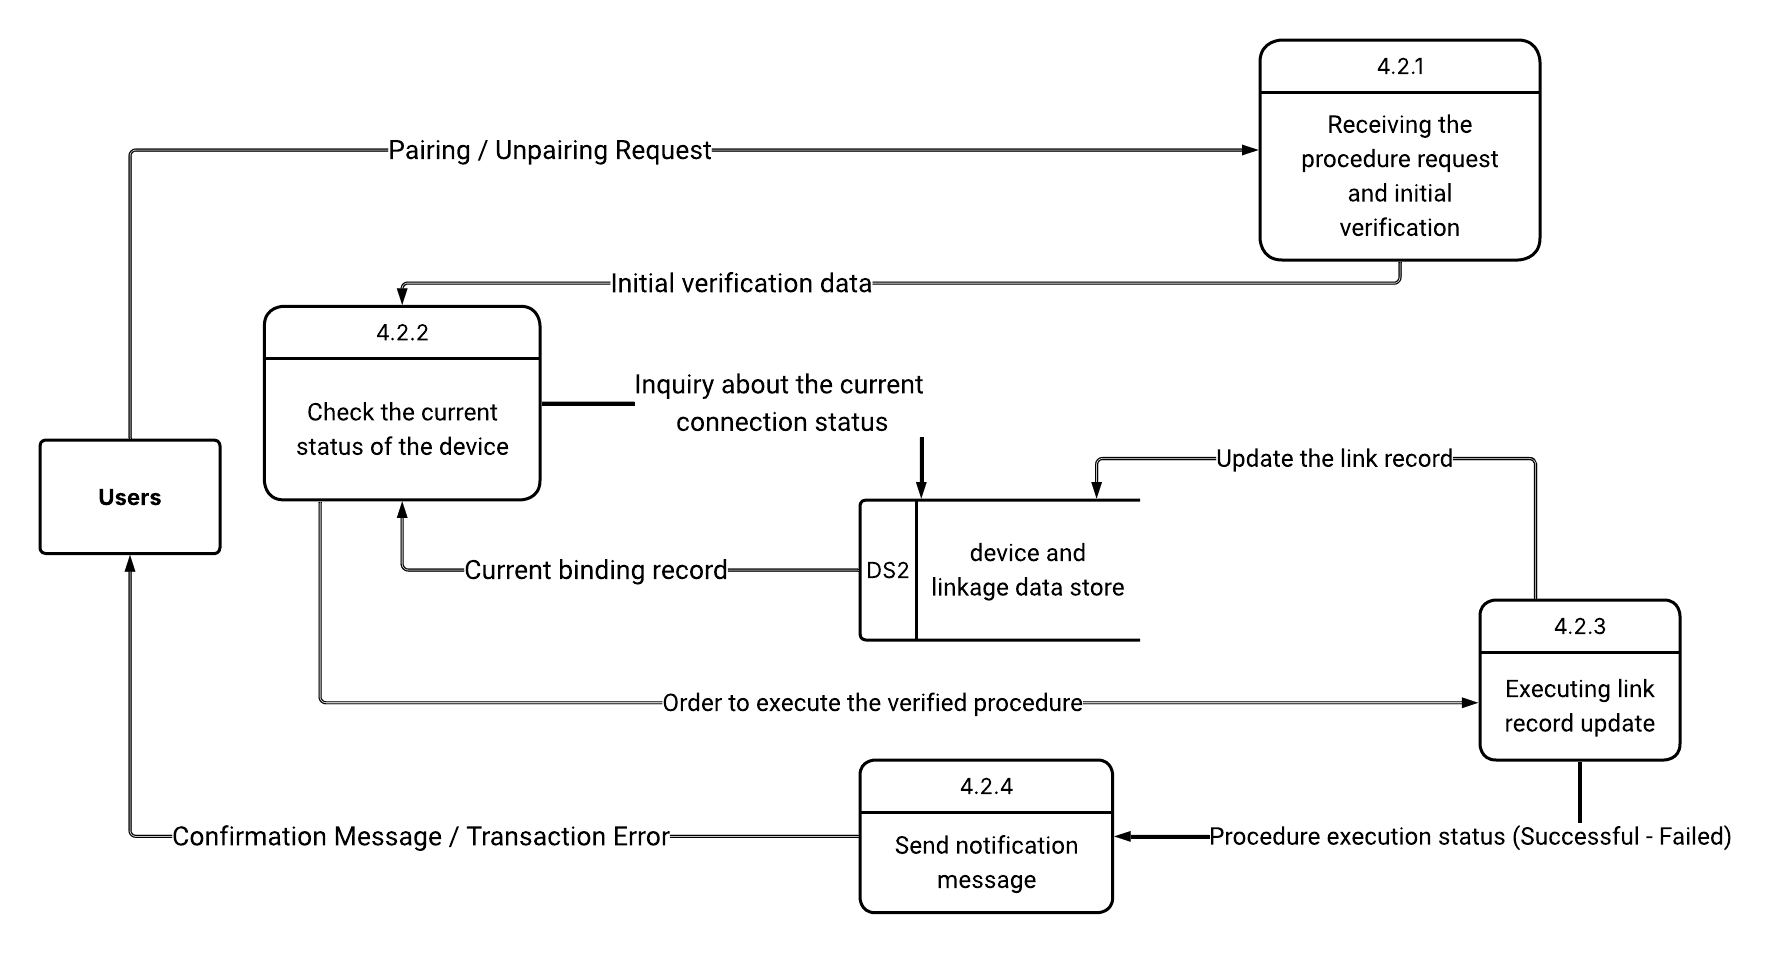 4.2.1
Receiving the
procedure request
and initial
verification
Pairing / Unpairing Request
Initial verification data
4.2.2
Check the current
status of the device
Inquiry about the current
connection status
Update the link record
Users
DS2
device and
linkage data store
Current binding record
4.2.3
Executing link
record update
Order to execute the verified procedure
4.2.4
Send notification
message
Confirmation Message / Transaction Error
Procedure execution status (Successful - Failed)